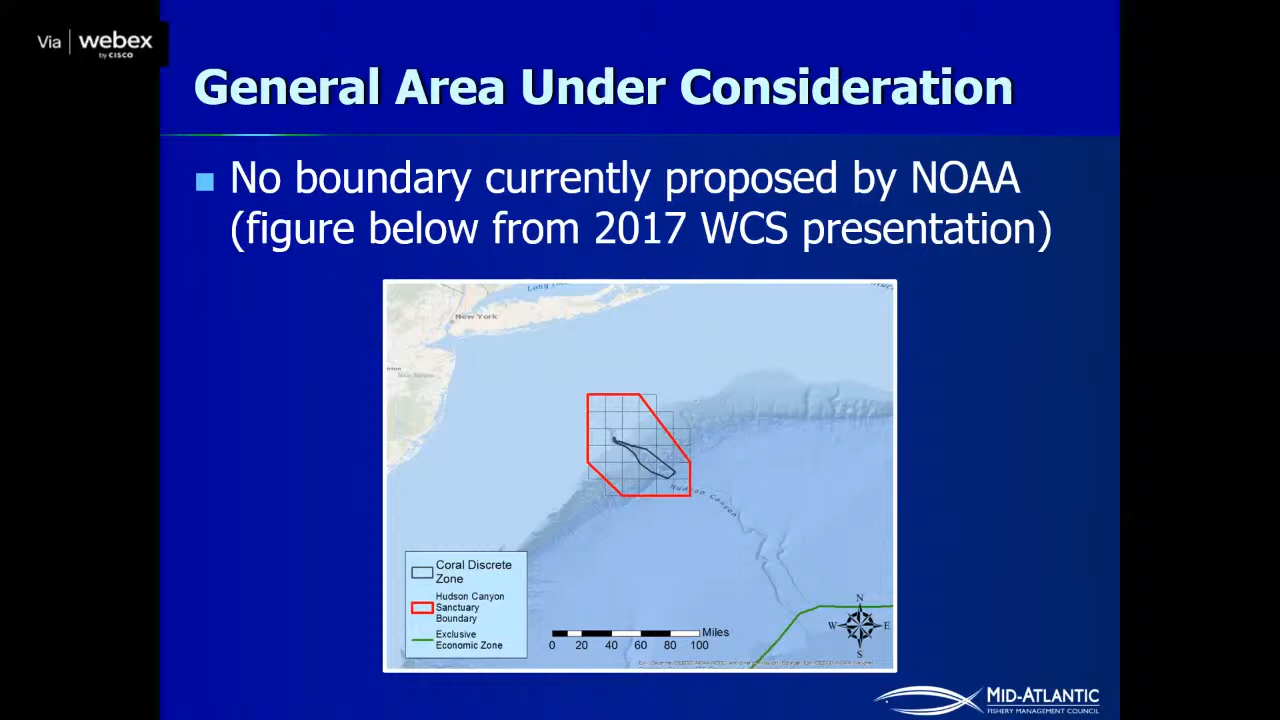 Via webex
by CISCO
General Area Under Consideration
No boundary currently proposed by NOAA
(figure below from 2017 WCS presentation)
New York
Hudson Canyon
Coral Discrete
Zone
Hudson Canyon
Sanctuary
Boundary
Exclusive
Economic Zone
Miles
0 20 40 60 80 100
N
W E
S
MID-ATLANTIC
FISHERY MANAGEMENT COUNCIL